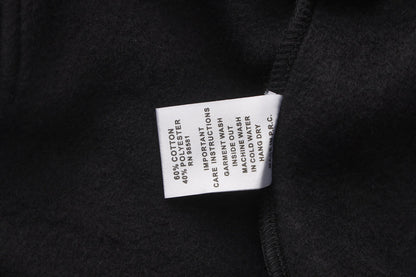 60% COTTON
40% POLYESTER
RN 98581
IMPORTANT
CARE INSTRUCTIONS
GARMENT WASH
INSIDE OUT
MACHINE WASH
IN COLD WATER
HANG DRY
P.R.C.